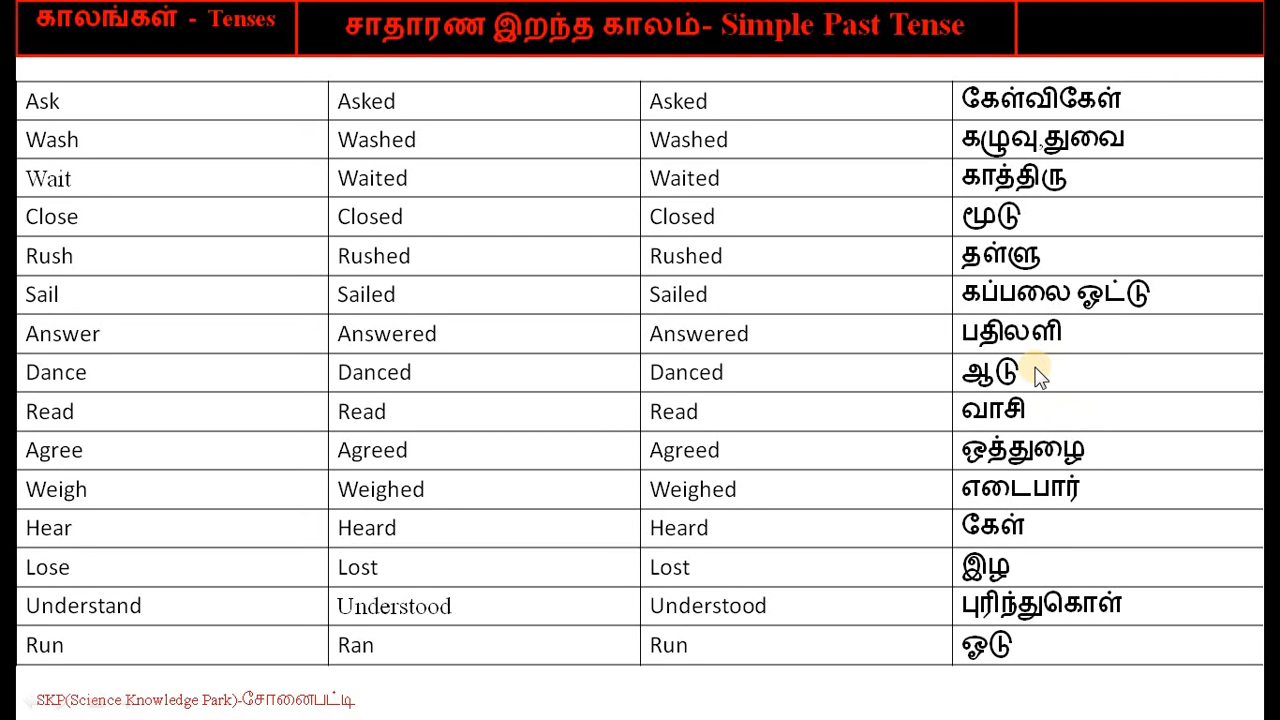 காலங்கள் - Tenses சாதாரண இறந்த காலம்- Simple Past Tense
Ask Asked Asked கேள்விகேள்
Wash Washed Washed கழுவு,துவை
Wait Waited Waited காத்திரு
Close Closed Closed மூடு
Rush Rushed Rushed தள்ளு
Sail Sailed Sailed கப்பலை ஓட்டு
Answer Answered Answered பதிலளி
Dance Danced Danced ஆடு
Read Read Read வாசி
Agree Agreed Agreed ஒத்துழை
Weigh Weighed Weighed எடைபார்
Hear Heard Heard கேள்
Lose Lost Lost இழ
Understand Understood Understood புரிந்துகொள்
Run Ran Run ஓடு
SKP(Science Knowledge Park)-சோனைபட்டி